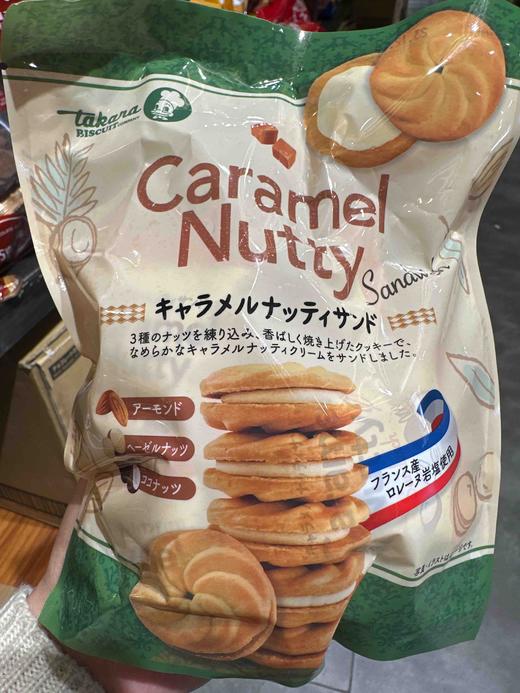 takara
BISCUIT COMPANY
Caramel
Nutty
キャラメルナッティサンド
3種のナッツを練り込み、香ばしく焼き上げたクッキーで、
なめらかなキャラメルナッティクリームをサンドしました。
アーモンド
ヘーゼルナッツ
ココナッツ
フランス産
ロレーヌ岩塩使用